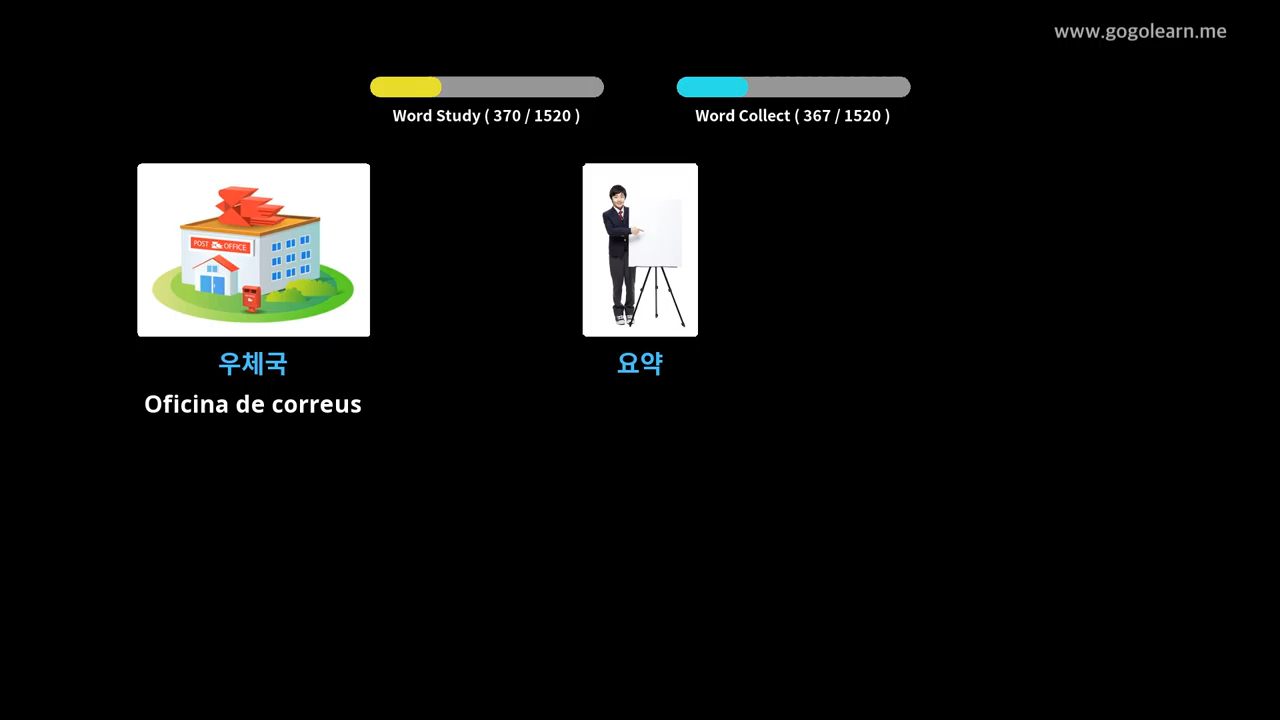 www.gogolearn.me
Word Study ( 370 / 1520 )
Word Collect ( 367 / 1520 )
POST OFFICE
우체국
요약
Oficina de correus